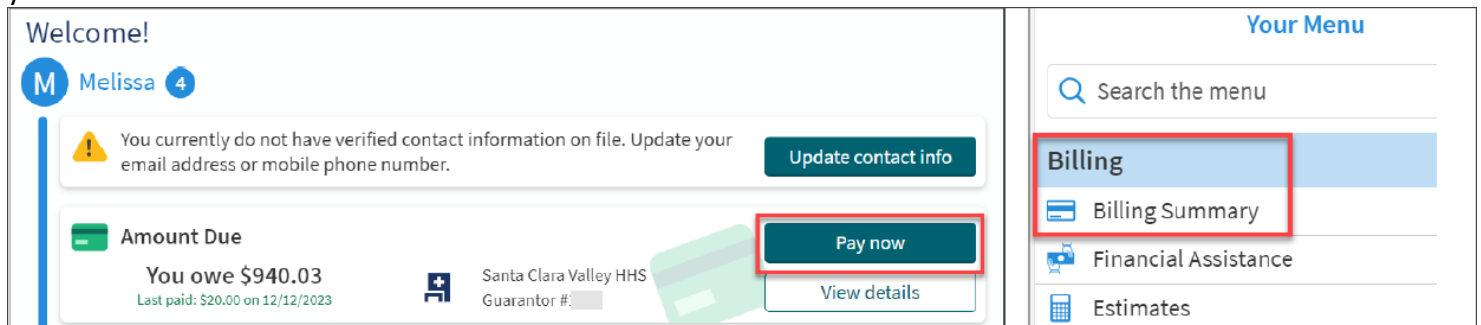 Welcome!
M Melissa 4
You currently do not have verified contact information on file. Update your
email address or mobile phone number.
Update contact info
Amount Due
You owe $940.03
Last paid: $20.00 on 12/12/2023
Santa Clara Valley HHS
Guarantor #:
Pay now
View details
Your Menu
Search the menu
Billing
Billing Summary
Financial Assistance
Estimates